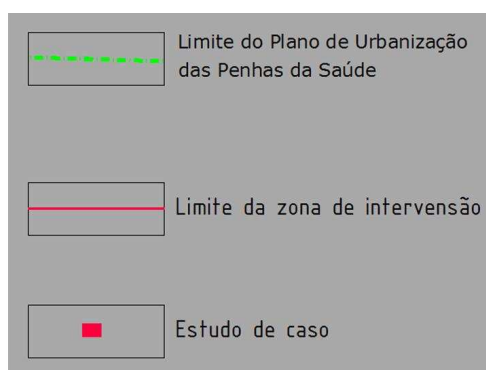 Limite do Plano de Urbanização
das Penhas da Saúde
Limite da zona de intervensão
Estudo de caso